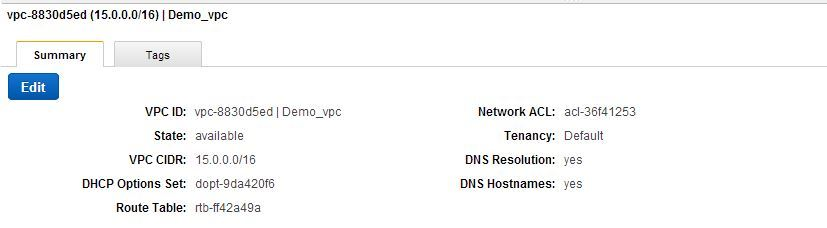 vpc-8830d5ed (15.0.0.0/16) | Demo_vpc
Summary
Tags
Edit
VPC ID: vpc-8830d5ed | Demo_vpc
Network ACL: acl-36f41253
State: available
Tenancy: Default
VPC CIDR: 15.0.0.0/16
DNS Resolution: yes
DHCP Options Set: dopt-9da420f6
DNS Hostnames: yes
Route Table: rtb-ff42a49a